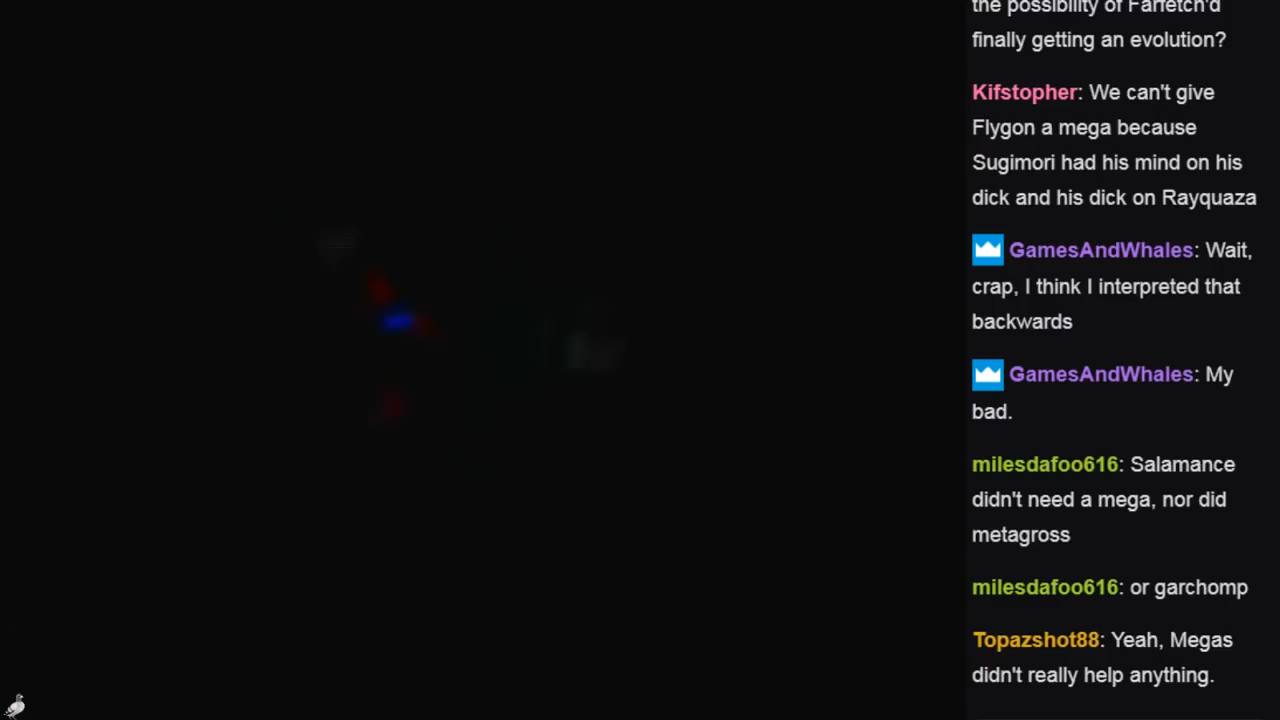 the possibility of Farfetch'd
finally getting an evolution?
Kifstopher: We can't give
Flygon a mega because
Sugimori had his mind on his
dick and his dick on Rayquaza
GamesAndWhales: Wait,
crap, I think I interpreted that
backwards
GamesAndWhales: My
bad.
milesdafoo616: Salamance
didn't need a mega, nor did
metagross
milesdafoo616: or garchomp
Topazshot88: Yeah, Megas
didn't really help anything.